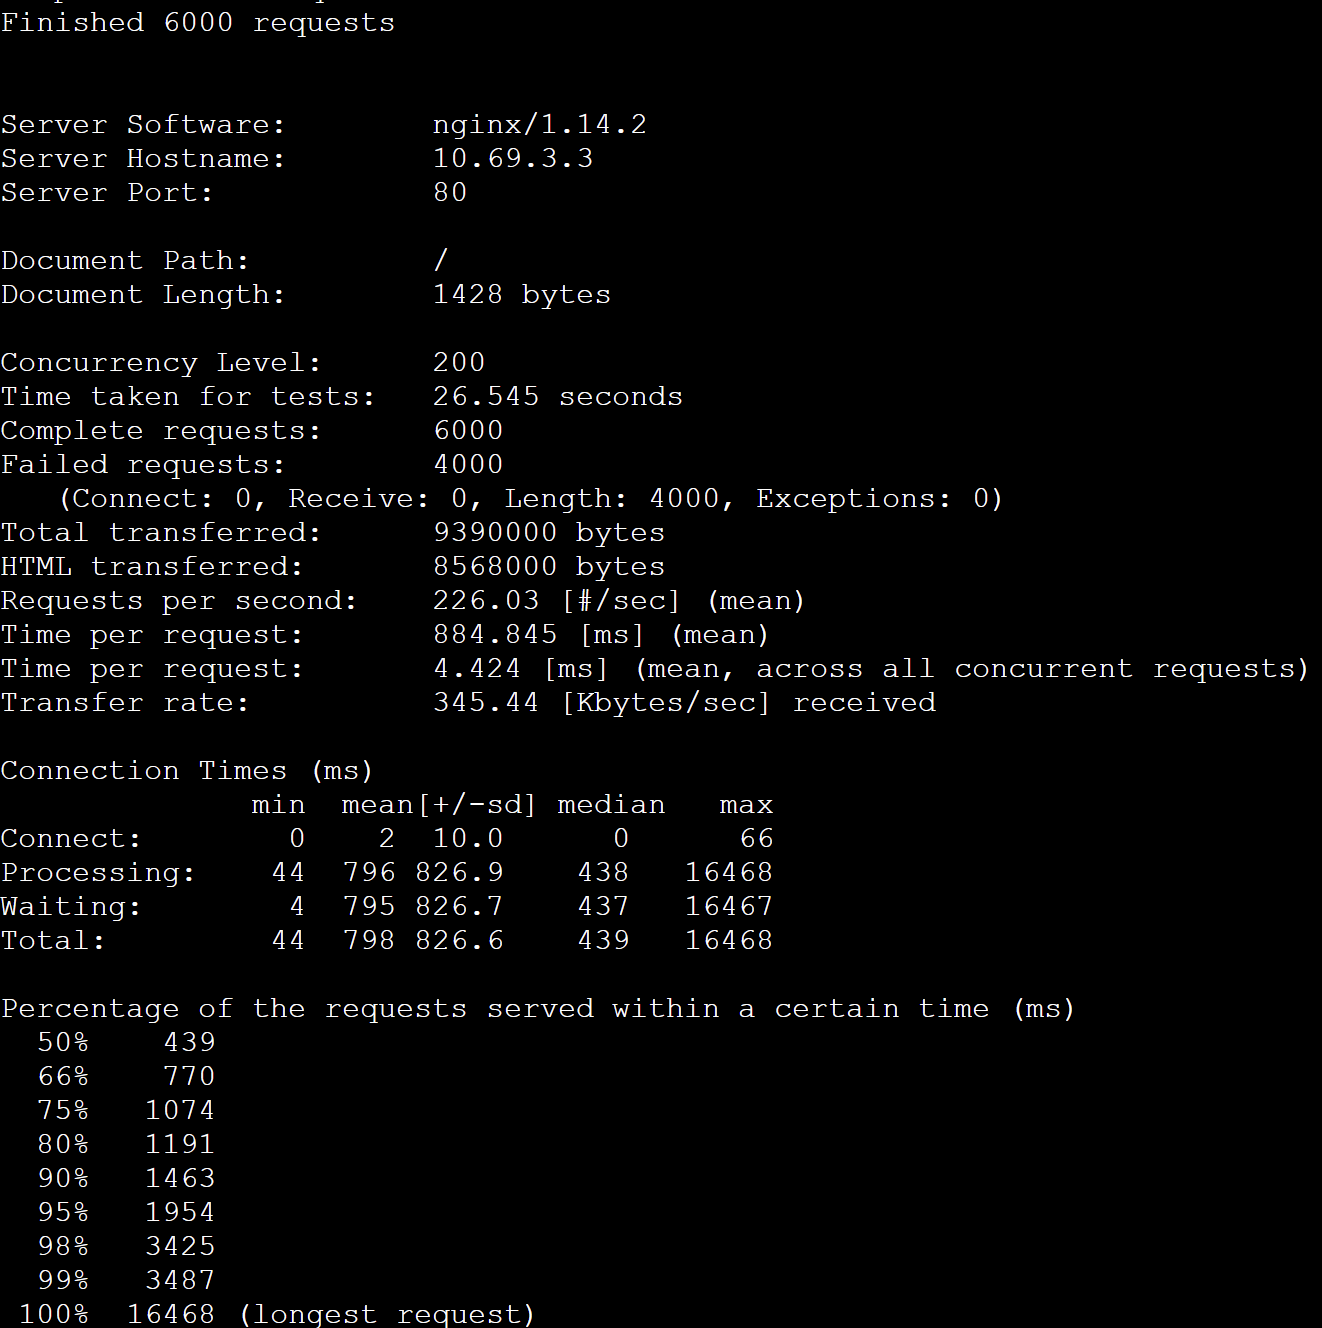 Finished 6000 requests
Server Software: nginx/1.14.2
Server Hostname: 10.69.3.3
Server Port: 80
Document Path: /
Document Length: 1428 bytes
Concurrency Level: 200
Time taken for tests: 26.545 seconds
Complete requests: 6000
Failed requests: 4000
(Connect: 0, Receive: 0, Length: 4000, Exceptions: 0)
Total transferred: 9390000 bytes
HTML transferred: 8568000 bytes
Requests per second: 226.03 [#/sec] (mean)
Time per request: 884.845 [ms] (mean)
Time per request: 4.424 [ms] (mean, across all concurrent requests)
Transfer rate: 345.44 [Kbytes/sec] received
Connection Times (ms)
min mean[+/-sd] median max
Connect: 0 2 10.0 0 66
Processing: 44 796 826.9 438 16468
Waiting: 4 795 826.7 437 16467
Total: 44 798 826.6 439 16468
Percentage of the requests served within a certain time (ms)
50% 439
66% 770
75% 1074
80% 1191
90% 1463
95% 1954
98% 3425
99% 3487
100% 16468 (longest request)